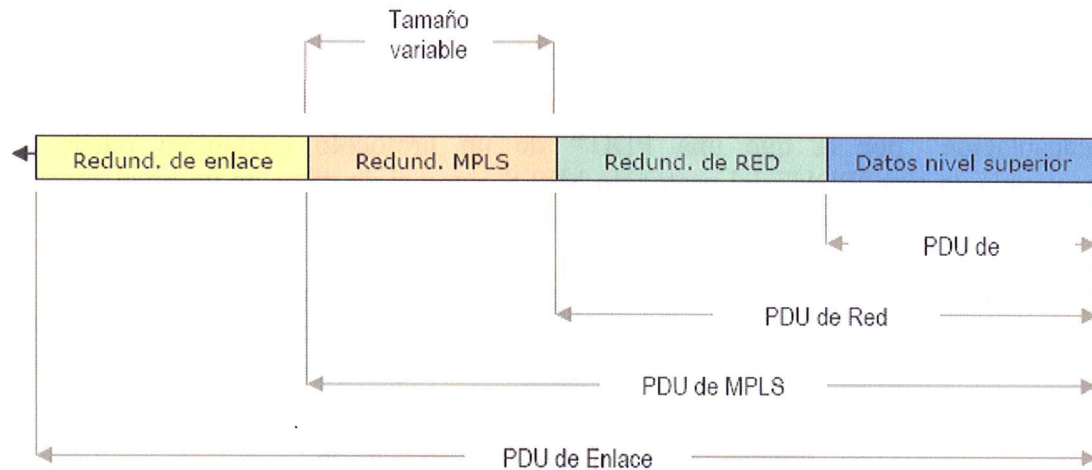 Tamaño
variable
Redund. de enlace
Redund. MPLS
Redund. de RED
Datos nivel superior
PDU de
PDU de Red
PDU de MPLS
PDU de Enlace